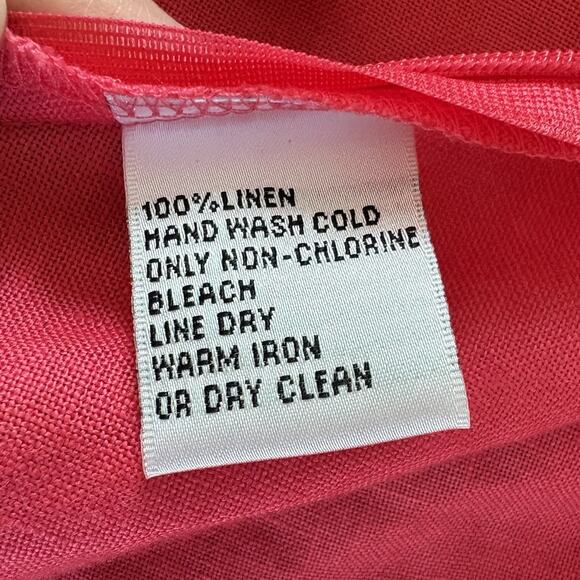 100%LINEN
HAND WASH COLD
ONLY NON-CHLORINE
BLEACH
LINE DRY
WARM IRON
OR DRY CLEAN